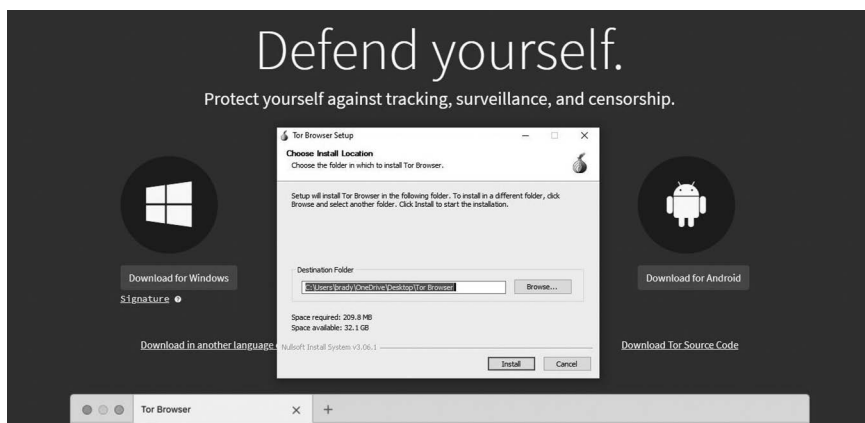 Defend yourself.
Protect yourself against tracking, surveillance, and censorship.
Tor Browser Setup
Choose Install Location
Choose the folder in which to install Tor Browser.
Setup will install Tor Browser in the following folder. To install in a different folder, click
Browse and select another folder. Click Install to start the installation.
Destination Folder
C:\Users\brady\OneDrive\Desktop\Tor Browser
Browse...
Space required: 209.8 MB
Space available: 32.1 GB
Nullsoft Install System v3.06.1
Install
Cancel
Download for Windows
Signature
Download in another language
Download for Android
Download Tor Source Code
Tor Browser